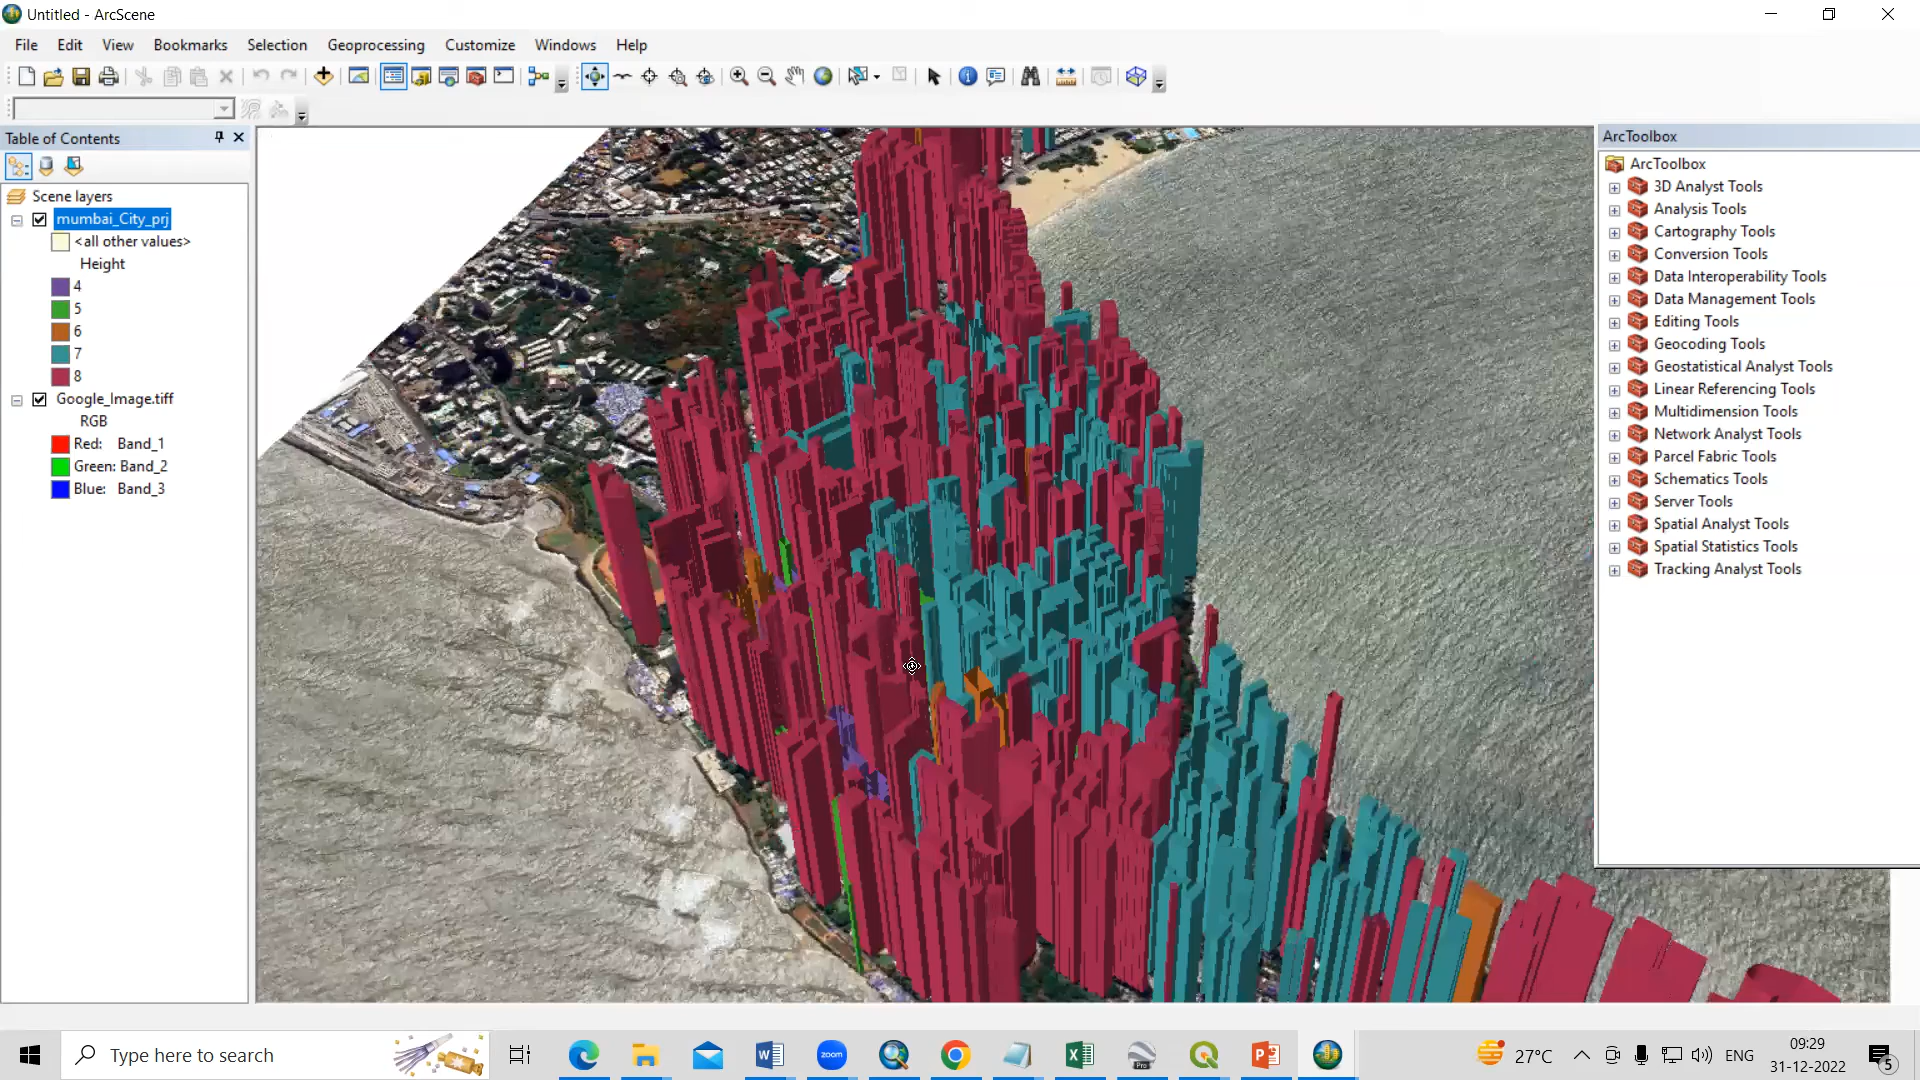 Untitled - ArcScene
File Edit View Bookmarks Selection Geoprocessing Customize Windows Help
Table of Contents
Scene layers
mumbai_City_prj
<all other values>
Height
4
5
6
7
8
Google_Image.tiff
RGB
Red: Band_1
Green: Band_2
Blue: Band_3
ArcToolbox
ArcToolbox
3D Analyst Tools
Analysis Tools
Cartography Tools
Conversion Tools
Data Interoperability Tools
Data Management Tools
Editing Tools
Geocoding Tools
Geostatistical Analyst Tools
Linear Referencing Tools
Multidimension Tools
Network Analyst Tools
Parcel Fabric Tools
Schematics Tools
Server Tools
Spatial Analyst Tools
Spatial Statistics Tools
Tracking Analyst Tools
Type here to search
W
zoom
Pro
27°C
ENG
09:29
31-12-2022
5